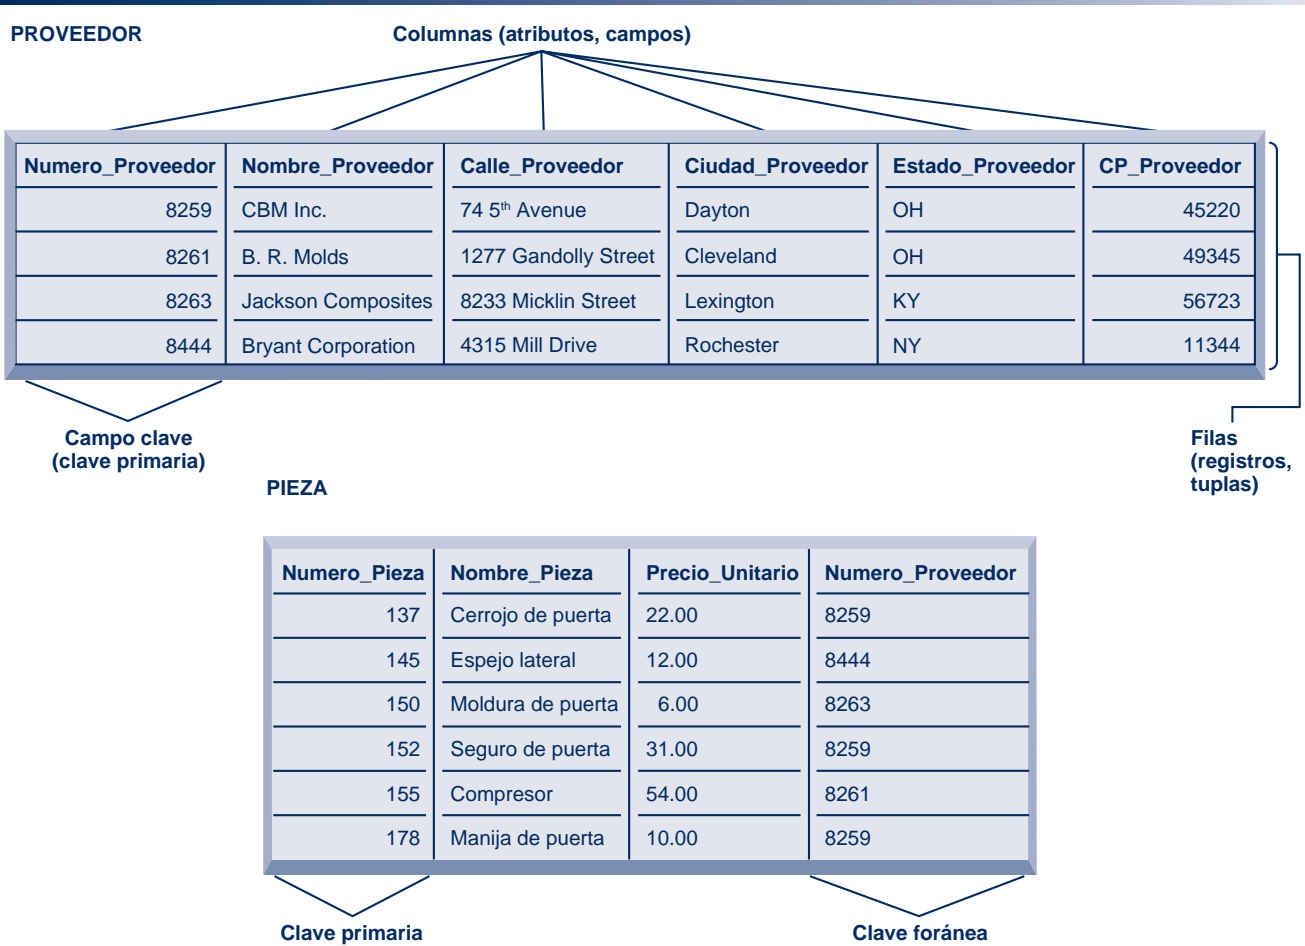 PROVEEDOR
Columnas (atributos, campos)
Numero_Proveedor Nombre_Proveedor Calle_Proveedor Ciudad_Proveedor Estado_Proveedor CP_Proveedor
8259 CBM Inc. 74 5th Avenue Dayton OH 45220
8261 B. R. Molds 1277 Gandolly Street Cleveland OH 49345
8263 Jackson Composites 8233 Micklin Street Lexington KY 56723
8444 Bryant Corporation 4315 Mill Drive Rochester NY 11344
Campo clave
(clave primaria)
Filas
(registros,
tuplas)
PIEZA
Numero_Pieza Nombre_Pieza Precio_Unitario Numero_Proveedor
137 Cerrojo de puerta 22.00 8259
145 Espejo lateral 12.00 8444
150 Moldura de puerta 6.00 8263
152 Seguro de puerta 31.00 8259
155 Compresor 54.00 8261
178 Manija de puerta 10.00 8259
Clave primaria
Clave foránea